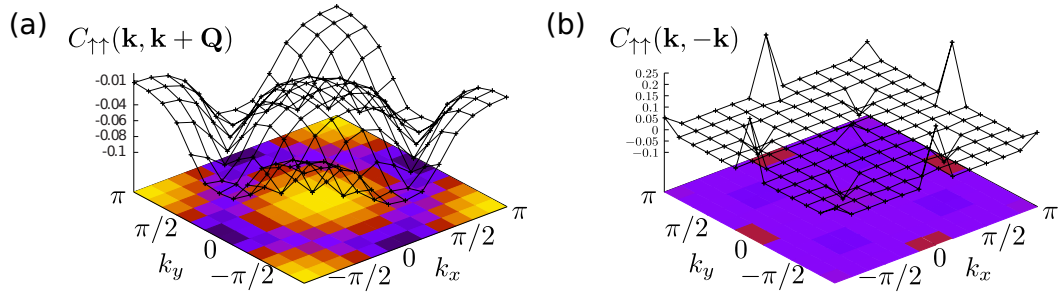 (a)
C↑↑(k, k + Q)
-0.01
-0.04
-0.06
-0.08
-0.1
π
π/2
0
−π/2
k_y
−π/2
0
π/2
π
k_x
(b)
C↑↑(k, −k)
0.25
0.2
0.15
0.1
0.05
0
−0.05
−0.1
π
π/2
0
−π/2
k_y
−π/2
0
π/2
π
k_x